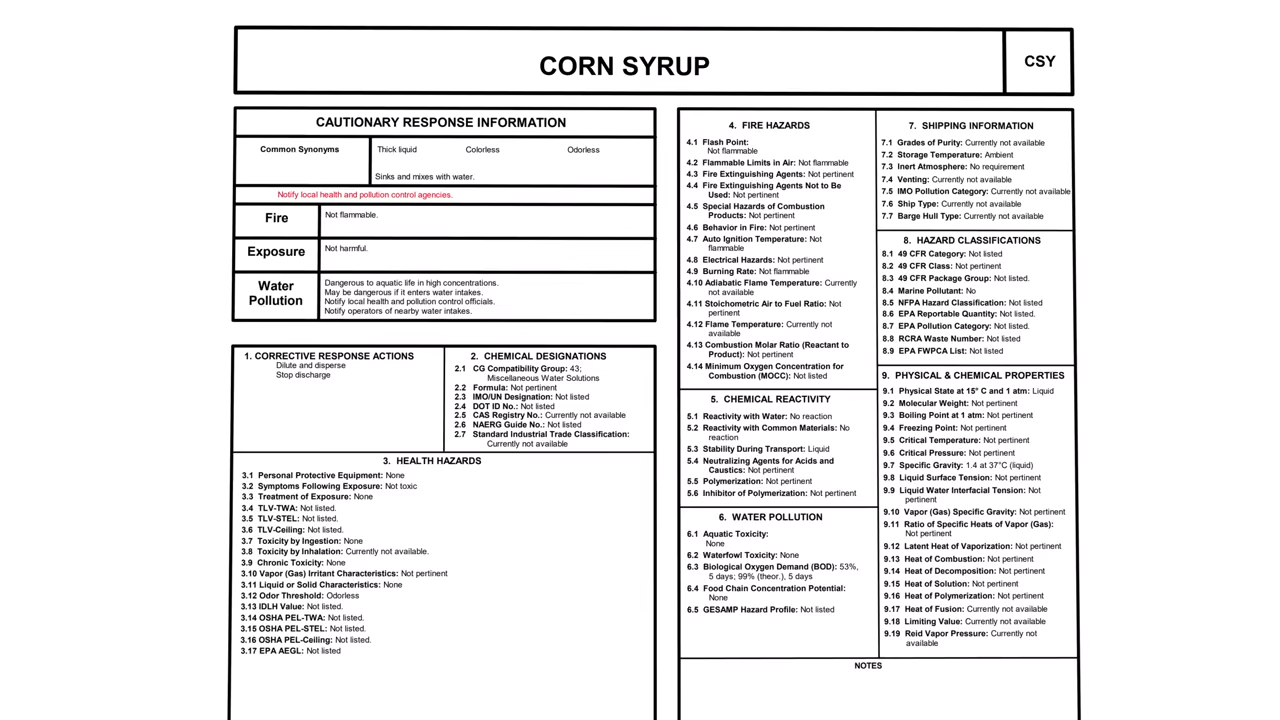 CORN SYRUP
CSY
CAUTIONARY RESPONSE INFORMATION
Common Synonyms
Thick liquid Colorless Odorless
Sinks and mixes with water.
Notify local health and pollution control agencies.
Fire
Not flammable.
Exposure
Not harmful.
Water
Pollution
Dangerous to aquatic life in high concentrations.
May be dangerous if it enters water intakes.
Notify local health and pollution control officials.
Notify operators of nearby water intakes.
1. CORRECTIVE RESPONSE ACTIONS
Dilute and disperse
Stop discharge
2. CHEMICAL DESIGNATIONS
2.1 CG Compatibility Group: 43;
Miscellaneous Water Solutions
2.2 Formula: Not pertinent
2.3 IMO/UN Designation: Not listed
2.4 DOT ID No.: Not listed
2.5 CAS Registry No.: Currently not available
2.6 NAERG Guide No.: Not listed
2.7 Standard Industrial Trade Classification:
Currently not available
3. HEALTH HAZARDS
3.1 Personal Protective Equipment: None
3.2 Symptoms Following Exposure: Not toxic
3.3 Treatment of Exposure: None
3.4 TLV-TWA: Not listed.
3.5 TLV-STEL: Not listed.
3.6 TLV-Ceiling: Not listed.
3.7 Toxicity by Ingestion: None
3.8 Toxicity by Inhalation: Currently not available.
3.9 Chronic Toxicity: None
3.10 Vapor (Gas) Irritant Characteristics: Not pertinent
3.11 Liquid or Solid Characteristics: None
3.12 Odor Threshold: Odorless
3.13 IDLH Value: Not listed.
3.14 OSHA PEL-TWA: Not listed.
3.15 OSHA PEL-STEL: Not listed.
3.16 OSHA PEL-Ceiling: Not listed.
3.17 EPA AEGL: Not listed
4. FIRE HAZARDS
4.1 Flash Point:
Not flammable
4.2 Flammable Limits in Air: Not flammable
4.3 Fire Extinguishing Agents: Not pertinent
4.4 Fire Extinguishing Agents Not to Be
Used: Not pertinent
4.5 Special Hazards of Combustion
Products: Not pertinent
4.6 Behavior in Fire: Not pertinent
4.7 Auto Ignition Temperature: Not
flammable
4.8 Electrical Hazards: Not pertinent
4.9 Burning Rate: Not flammable
4.10 Adiabatic Flame Temperature: Currently
not available
4.11 Stoichometric Air to Fuel Ratio: Not
pertinent
4.12 Flame Temperature: Currently not
available
4.13 Combustion Molar Ratio (Reactant to
Product): Not pertinent
4.14 Minimum Oxygen Concentration for
Combustion (MOCC): Not listed
5. CHEMICAL REACTIVITY
5.1 Reactivity with Water: No reaction
5.2 Reactivity with Common Materials: No
reaction
5.3 Stability During Transport: Liquid
5.4 Neutralizing Agents for Acids and
Caustics: Not pertinent
5.5 Polymerization: Not pertinent
5.6 Inhibitor of Polymerization: Not pertinent
6. WATER POLLUTION
6.1 Aquatic Toxicity:
None
6.2 Waterfowl Toxicity: None
6.3 Biological Oxygen Demand (BOD): 53%,
5 days; 99% (theor.), 5 days
6.4 Food Chain Concentration Potential:
None
6.5 GESAMP Hazard Profile: Not listed
7. SHIPPING INFORMATION
7.1 Grades of Purity: Currently not available
7.2 Storage Temperature: Ambient
7.3 Inert Atmosphere: No requirement
7.4 Venting: Currently not available
7.5 IMO Pollution Category: Currently not available
7.6 Ship Type: Currently not available
7.7 Barge Hull Type: Currently not available
8. HAZARD CLASSIFICATIONS
8.1 49 CFR Category: Not listed
8.2 49 CFR Class: Not pertinent
8.3 49 CFR Package Group: Not listed.
8.4 Marine Pollutant: No
8.5 NFPA Hazard Classification: Not listed
8.6 EPA Reportable Quantity: Not listed.
8.7 EPA Pollution Category: Not listed.
8.8 RCRA Waste Number: Not listed
8.9 EPA FWPCA List: Not listed
9. PHYSICAL & CHEMICAL PROPERTIES
9.1 Physical State at 15° C and 1 atm: Liquid
9.2 Molecular Weight: Not pertinent
9.3 Boiling Point at 1 atm: Not pertinent
9.4 Freezing Point: Not pertinent
9.5 Critical Temperature: Not pertinent
9.6 Critical Pressure: Not pertinent
9.7 Specific Gravity: 1.4 at 37°C (liquid)
9.8 Liquid Surface Tension: Not pertinent
9.9 Liquid Water Interfacial Tension: Not
pertinent
9.10 Vapor (Gas) Specific Gravity: Not pertinent
9.11 Ratio of Specific Heats of Vapor (Gas):
Not pertinent
9.12 Latent Heat of Vaporization: Not pertinent
9.13 Heat of Combustion: Not pertinent
9.14 Heat of Decomposition: Not pertinent
9.15 Heat of Solution: Not pertinent
9.16 Heat of Polymerization: Not pertinent
9.17 Heat of Fusion: Currently not available
9.18 Limiting Value: Currently not available
9.19 Reid Vapor Pressure: Currently not
available
NOTES